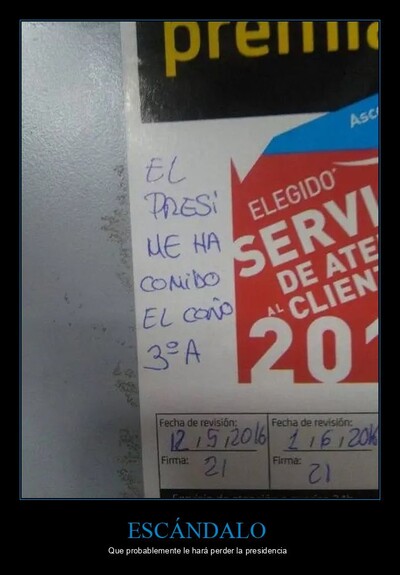 premia
Asc
EL
PRESI
ME HA
COMIDO
EL COÑO
3º A
ELEGIDO
SERVI
DE ATE
AL CLIEN
201
Fecha de revisión:
12, 5, 2016
Firma: 21
Fecha de revisión:
1, 6, 2016
Firma: 21
ESCÁNDALO
Que probablemente le hará perder la presidencia